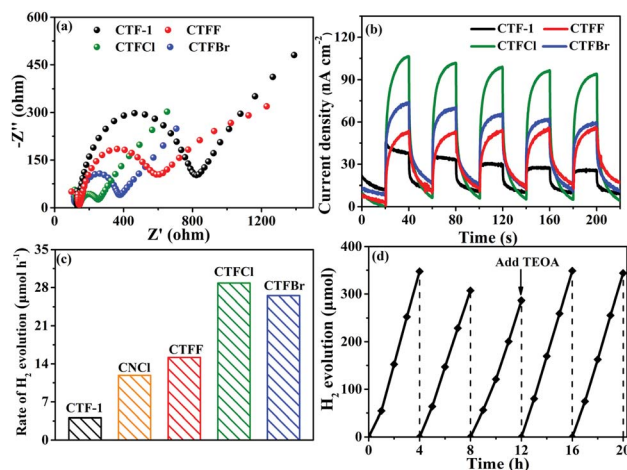 (a)
CTF-1
CTFF
CTFCl
CTFBr
600
450
300
150
0
-Z'' (ohm)
0
400
800
1200
Z' (ohm)
(b)
CTF-1
CTFF
CTFCl
CTFBr
120
90
60
30
0
Current density (nA cm⁻²)
0
40
80
120
160
200
Time (s)
(c)
35
28
21
14
7
0
Rate of H₂
evolution (μmol h⁻¹)
CTF-1
CNCl
CTFF
CTFCl
CTFBr
(d)
Add TEOA
400
300
200
100
0
H₂ evolution (μmol)
0
4
8
12
16
20
Time (h)